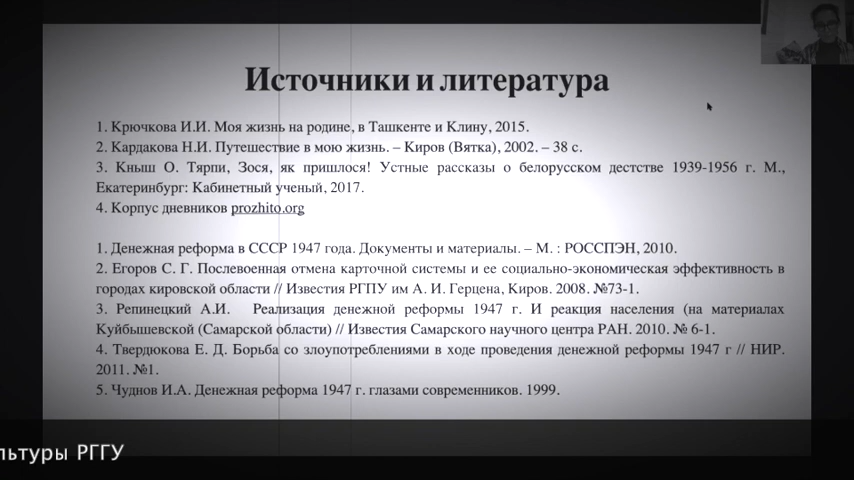 Источники и литература
1. Крючкова И.И. Моя жизнь на родине, в Ташкенте и Клину, 2015.
2. Кардакова Н.И. Путешествие в мою жизнь. – Киров (Вятка), 2002. – 38 с.
3. Кныш О. Тярпи, Зося, як пришлося! Устные рассказы о белорусском дестстве 1939-1956 г. М.,
Екатеринбург: Кабинетный ученый, 2017.
4. Корпус дневников prozhito.org
1. Денежная реформа в СССР 1947 года. Документы и материалы. – М. : РОССПЭН, 2010.
2. Егоров С. Г. Послевоенная отмена карточной системы и ее социально-экономическая эффективность в
городах кировской области // Известия РГПУ им А. И. Герцена, Киров. 2008. №73-1.
3. Репинецкий А.И. Реализация денежной реформы 1947 г. И реакция населения (на материалах
Куйбышевской (Самарской области) // Известия Самарского научного центра РАН. 2010. № 6-1.
4. Твердюкова Е. Д. Борьба со злоупотреблениями в ходе проведения денежной реформы 1947 г // НИР.
2011. №1.
5. Чуднов И.А. Денежная реформа 1947 г. глазами современников. 1999.
льтуры РГГУ